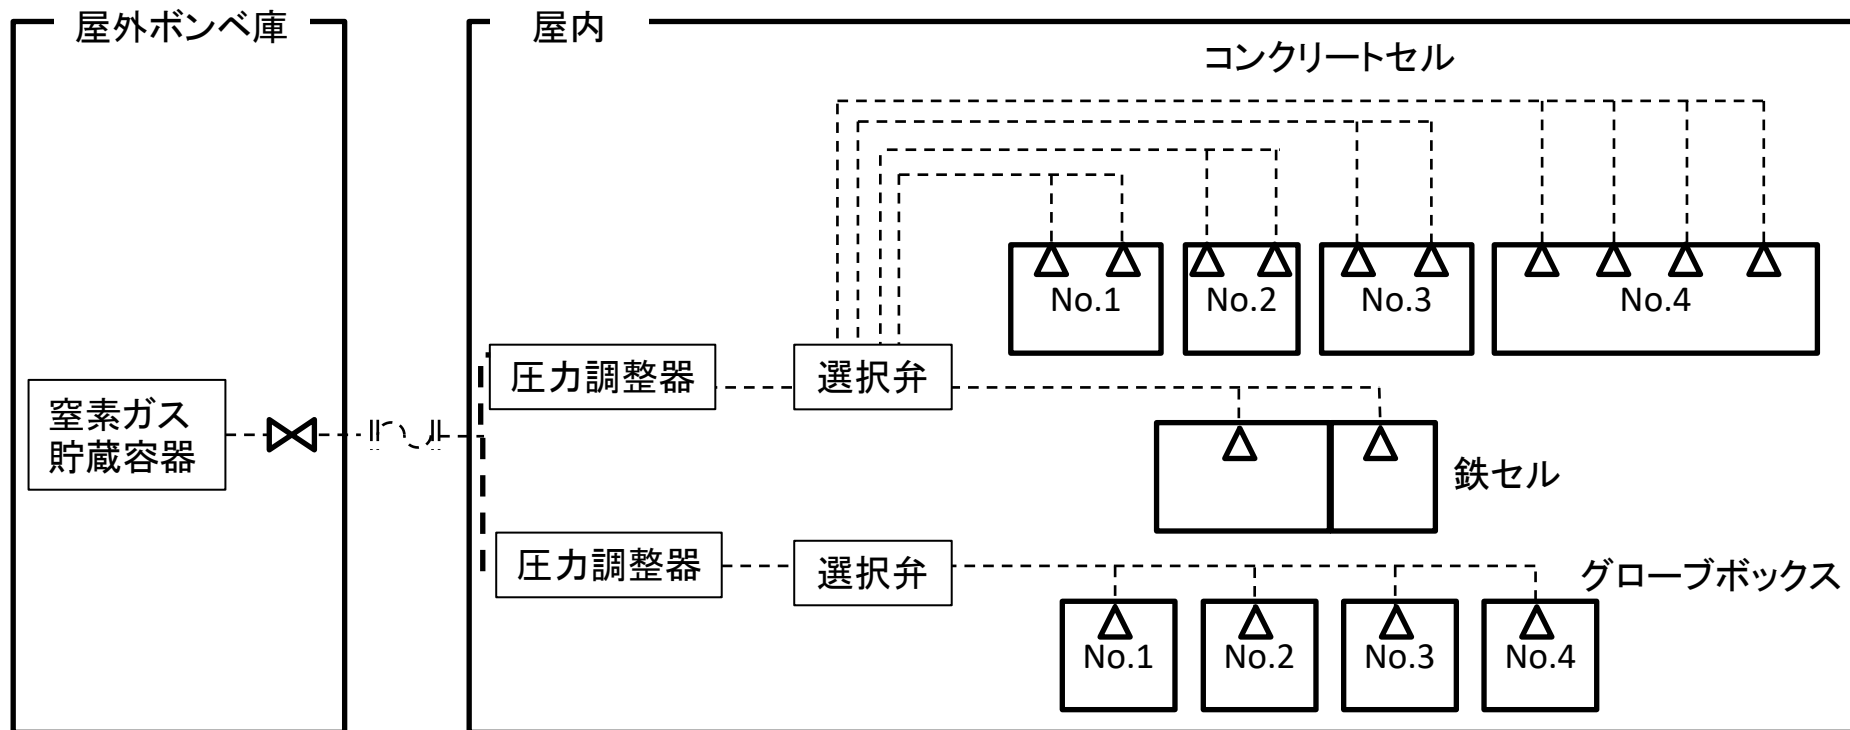 屋外ボンベ庫
屋内
コンクリートセル
No.1
No.2
No.3
No.4
圧力調整器
選択弁
窒素ガス
貯蔵容器
鉄セル
圧力調整器
選択弁
グローブボックス
No.1
No.2
No.3
No.4